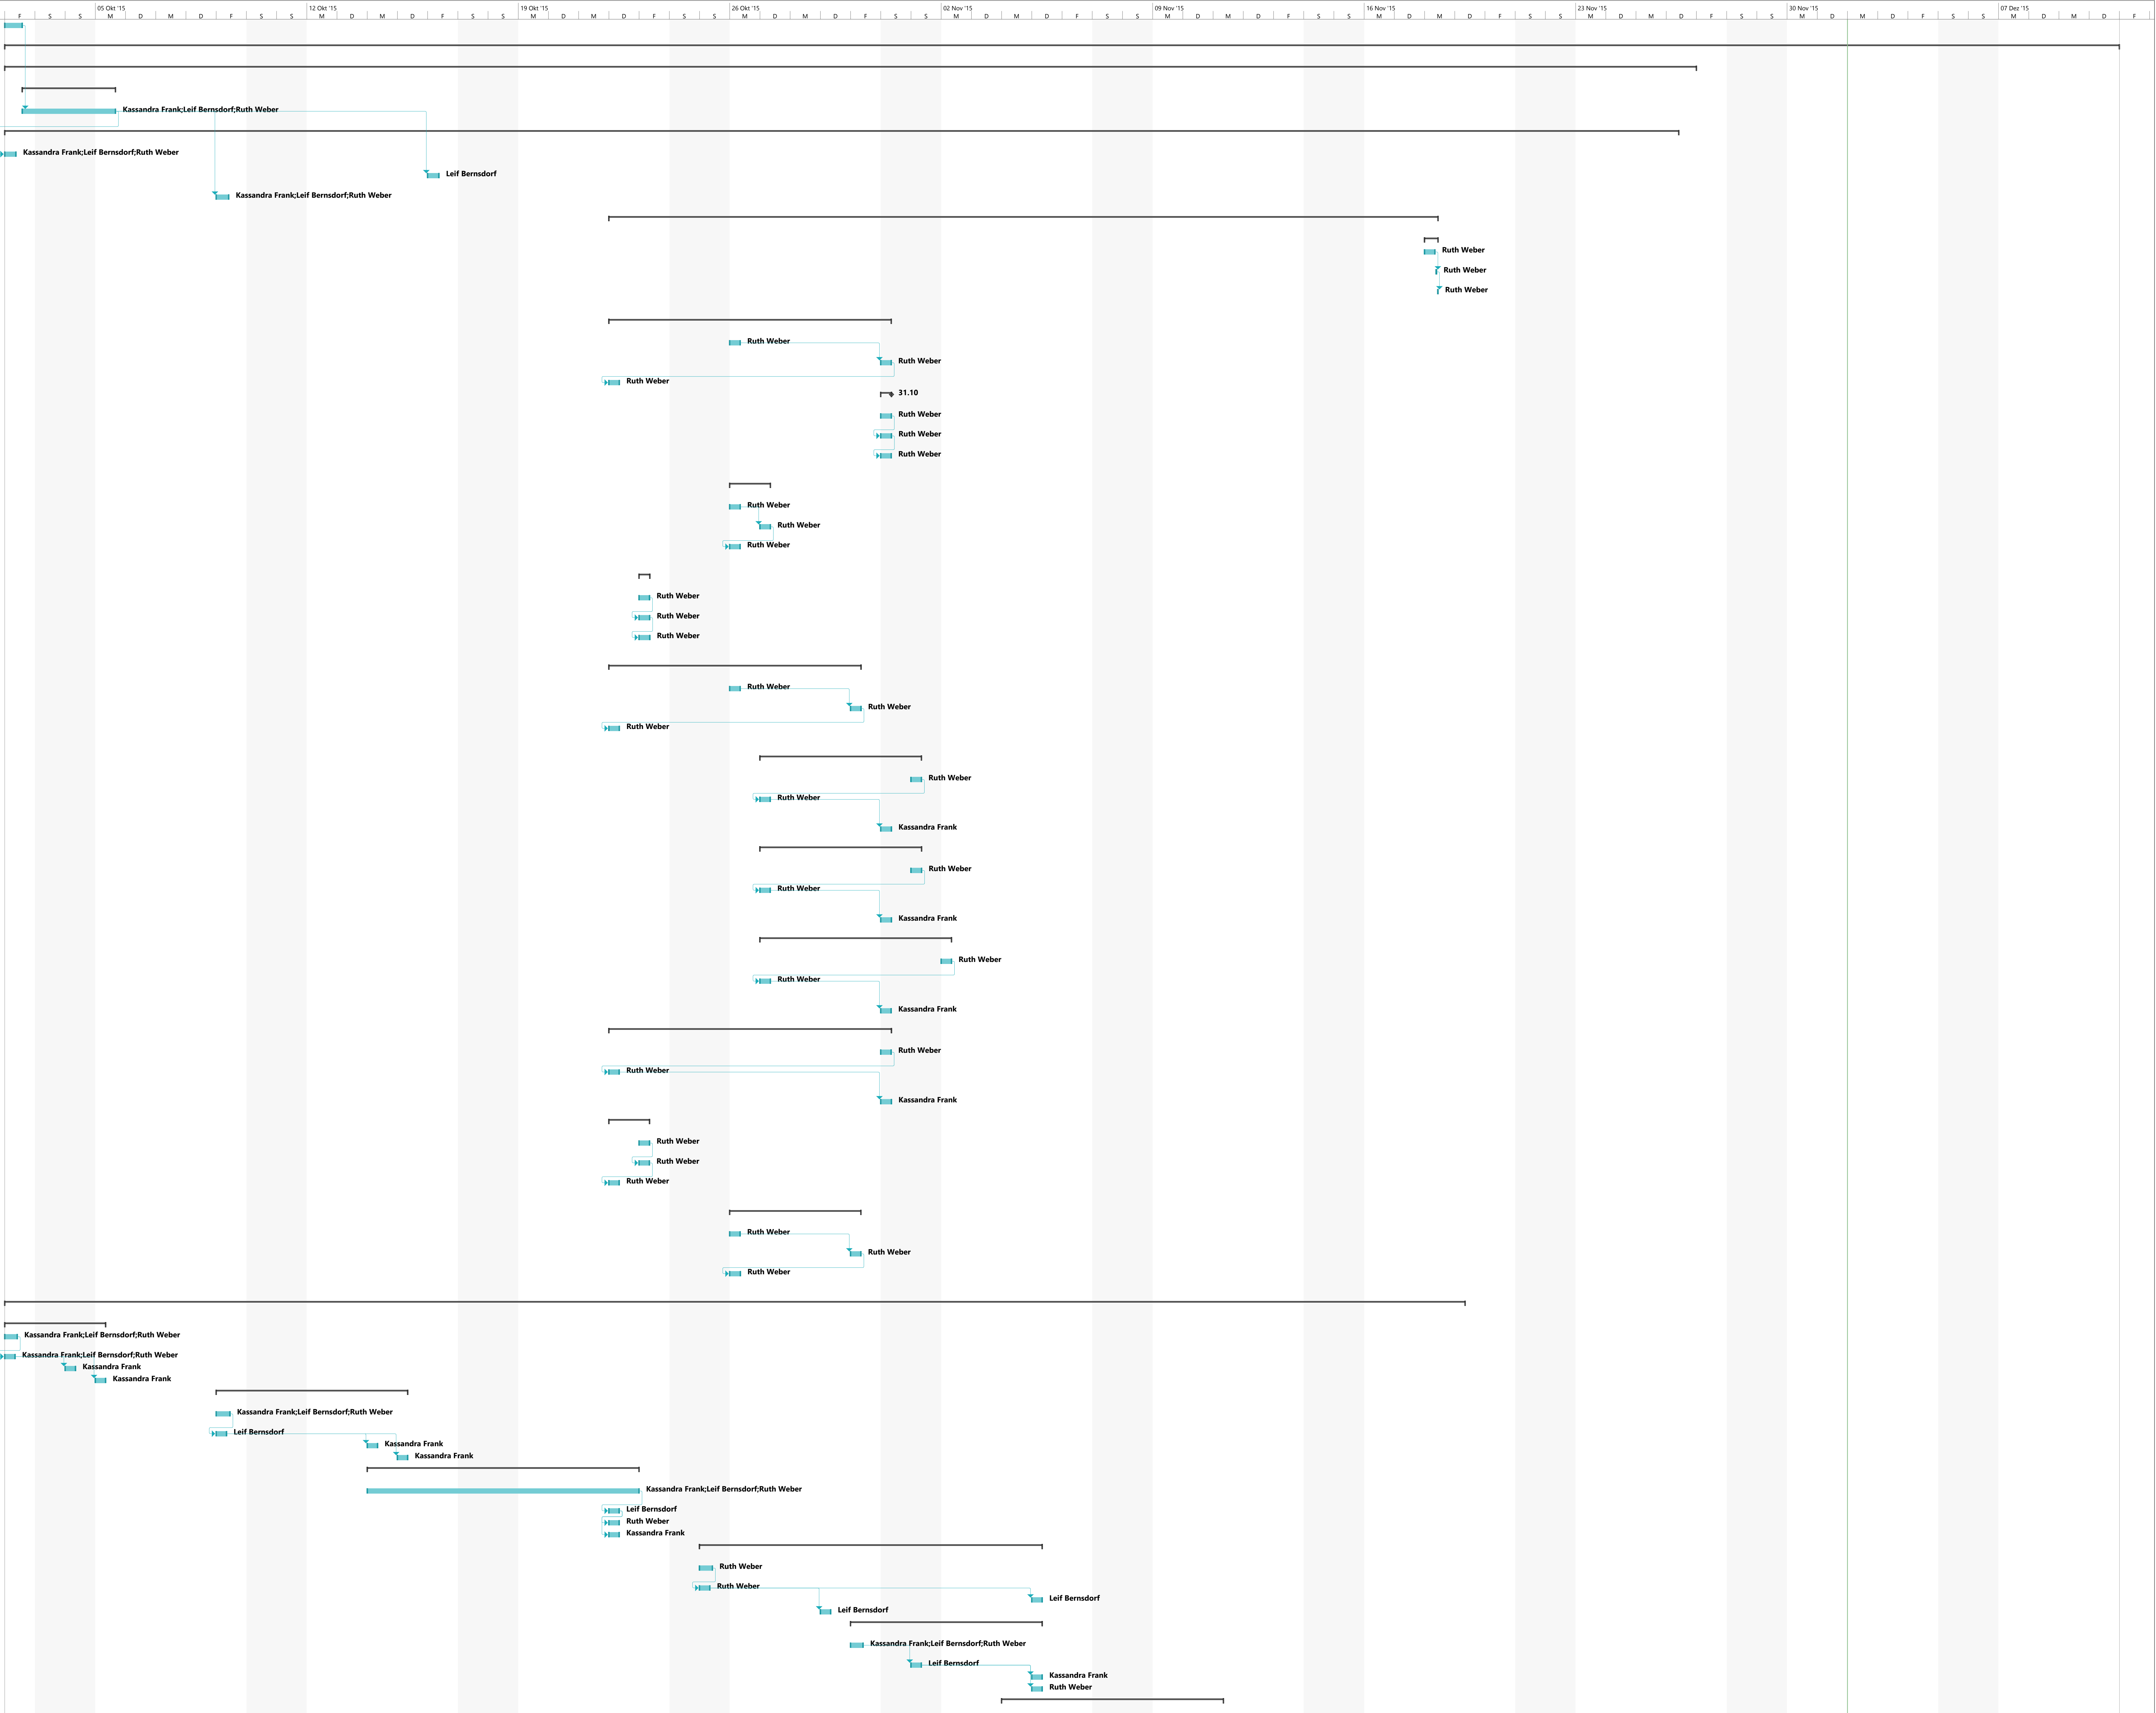 05 Okt '15 12 Okt '15 19 Okt '15 26 Okt '15 02 Nov '15 09 Nov '15 16 Nov '15 23 Nov '15 30 Nov '15 07 Dez '15
F S S M D M D F S S M D M D F S S M D M D F S S M D M D F S S M D M D F S S M D M D F S S M D M D F S S M D M D F S S M D M D F S S M D M D F
Kassandra Frank;Leif Bernsdorf;Ruth Weber
Kassandra Frank;Leif Bernsdorf;Ruth Weber
Leif Bernsdorf
Kassandra Frank;Leif Bernsdorf;Ruth Weber
Ruth Weber
Ruth Weber
Ruth Weber
Ruth Weber
Ruth Weber
Ruth Weber
31.10
Ruth Weber
Ruth Weber
Ruth Weber
Ruth Weber
Ruth Weber
Ruth Weber
Ruth Weber
Ruth Weber
Ruth Weber
Ruth Weber
Ruth Weber
Ruth Weber
Ruth Weber
Ruth Weber
Kassandra Frank
Ruth Weber
Ruth Weber
Kassandra Frank
Ruth Weber
Ruth Weber
Kassandra Frank
Ruth Weber
Ruth Weber
Kassandra Frank
Ruth Weber
Ruth Weber
Ruth Weber
Ruth Weber
Ruth Weber
Ruth Weber
Kassandra Frank;Leif Bernsdorf;Ruth Weber
Kassandra Frank;Leif Bernsdorf;Ruth Weber
Kassandra Frank
Kassandra Frank
Kassandra Frank;Leif Bernsdorf;Ruth Weber
Leif Bernsdorf
Kassandra Frank
Kassandra Frank
Kassandra Frank;Leif Bernsdorf;Ruth Weber
Leif Bernsdorf
Ruth Weber
Kassandra Frank
Ruth Weber
Ruth Weber
Leif Bernsdorf
Leif Bernsdorf
Kassandra Frank;Leif Bernsdorf;Ruth Weber
Leif Bernsdorf
Kassandra Frank
Ruth Weber